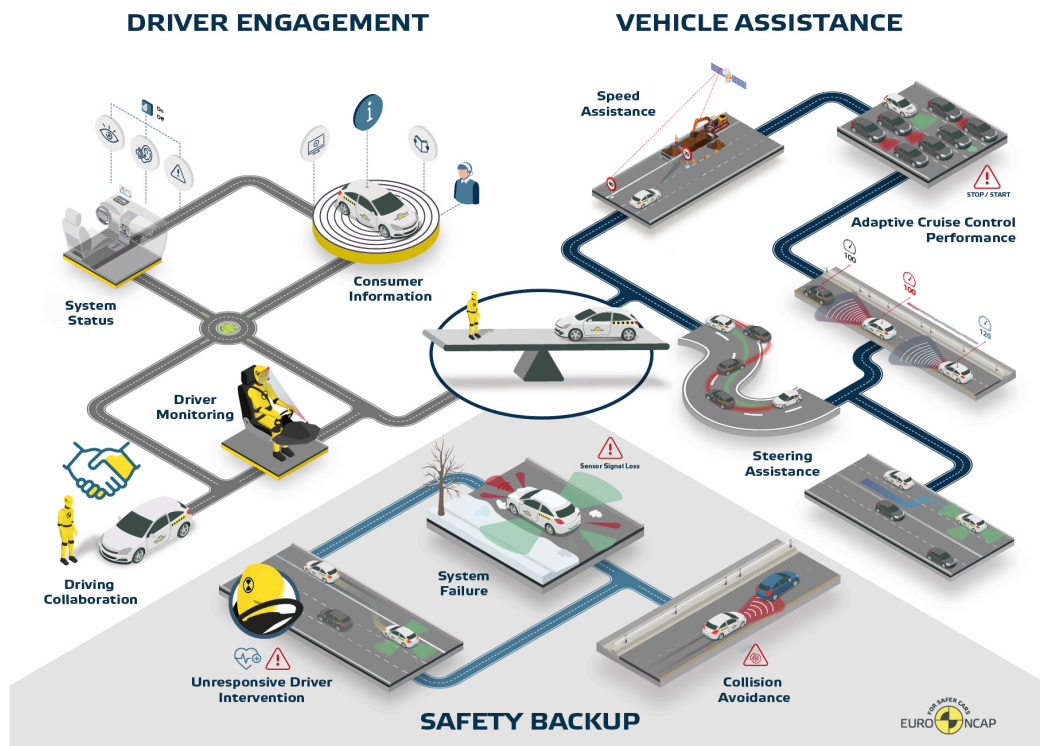 DRIVER ENGAGEMENT
VEHICLE ASSISTANCE
On
Off
i
System
Status
Consumer
Information
Driver
Monitoring
Driving
Collaboration
Speed
Assistance
STOP / START
Adaptive Cruise Control
Performance
100
100
120
Steering
Assistance
Sensor Signal Loss
System
Failure
Unresponsive Driver
Intervention
Collision
Avoidance
SAFETY BACKUP
FOR SAFER CARS
EURO NCAP